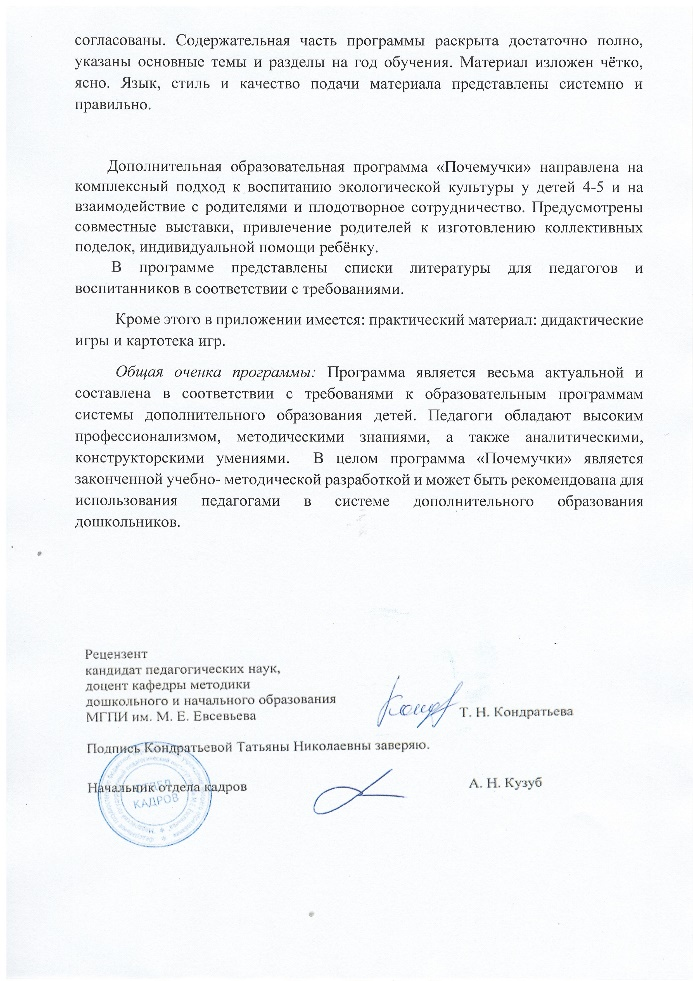 согласованы. Содержательная часть программы раскрыта достаточно полно,
указаны основные темы и разделы на год обучения. Материал изложен чётко,
ясно. Язык, стиль и качество подачи материала представлены системно и
правильно.
Дополнительная образовательная программа «Почемучки» направлена на
комплексный подход к воспитанию экологической культуры у детей 4-5 и на
взаимодействие с родителями и плодотворное сотрудничество. Предусмотрены
совместные выставки, привлечение родителей к изготовлению коллективных
поделок, индивидуальной помощи ребёнку.
В программе представлены списки литературы для педагогов и
воспитанников в соответствии с требованиями.
Кроме этого в приложении имеется: практический материал: дидактические
игры и картотека игр.
Общая оченка программы: Программа является весьма актуальной и
составлена в соответствии с требованями к образовательным программам
системы дополнительного образования детей. Педагоги обладают высоким
профессионализмом, методическими знаниями, а также аналитическими,
конструкторскими умениями. В целом программа «Почемучки» является
законченной учебно- методической разработкой и может быть рекомендована для
использования педагогами в системе дополнительного образования
дошкольников.
Рецензент
кандидат педагогических наук,
доцент кафедры методики
дошкольного и начального образования
МГПИ им. М. Е. Евсевьева
Т. Н. Кондратьева
Подпись Кондратьевой Татьяны Николаевны заверяю.
Начальник отдела кадров
А. Н. Кузуб
ОТДЕЛ
КАДРОВ